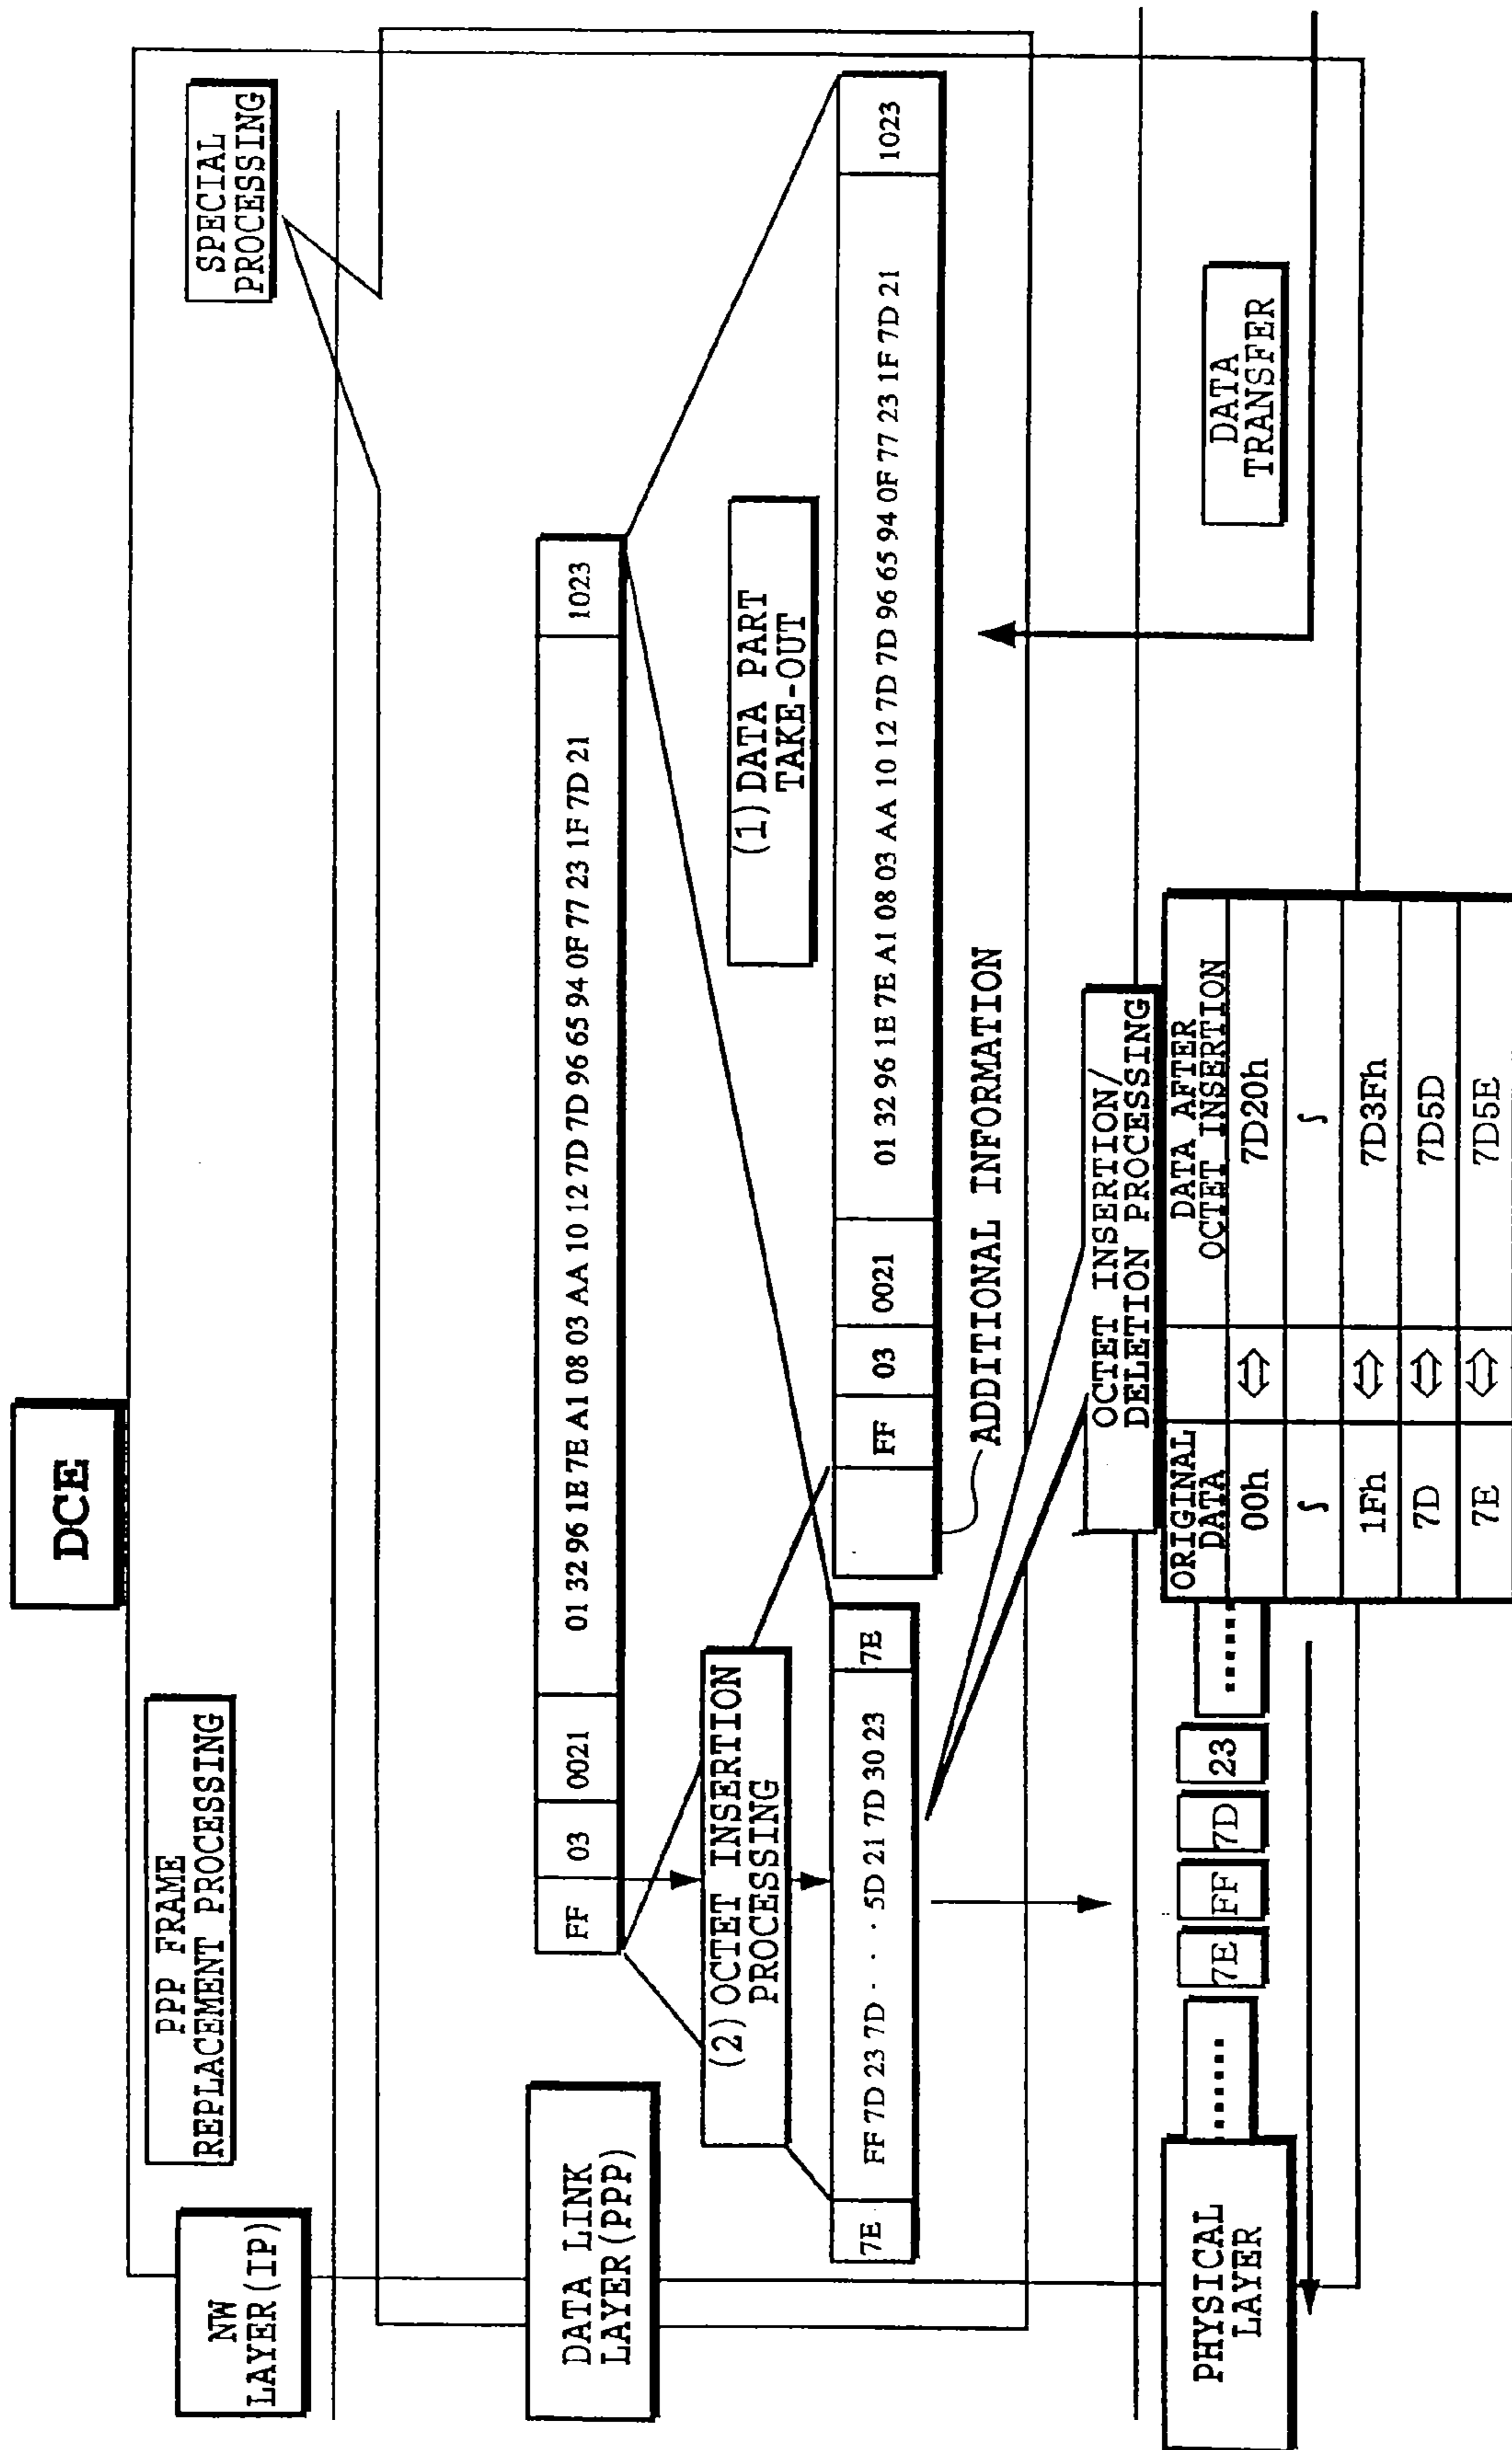 DCE
PPP FRAME
REPLACEMENT PROCESSING
SPECIAL
PROCESSING
NW
LAYER(IP)
DATA LINK
LAYER(PPP)
FF 03 0021 01 32 96 1E 7E A1 08 03 AA 10 12 7D 7D 96 65 94 0F 77 23 1F 7D 21 1023
(2)OCTET INSERTION
PROCESSING
(1)DATA PART
TAKE-OUT
7E FF 7D 23 7D · · · 5D 21 7D 30 23 7E
FF 03 0021 01 32 96 1E 7E A1 08 03 AA 10 12 7D 7D 96 65 94 0F 77 23 1F 7D 21 1023
ADDITIONAL INFORMATION
OCTET INSERTION/
DELETION PROCESSING
DATA
TRANSFER
PHYSICAL
LAYER
...... 7E FF 7D 23 ......
ORIGINAL
DATA
DATA AFTER
OCTET INSERTION
00h ⇔ 7D20h
∫ ∫
1Fh ⇔ 7D3Fh
7D ⇔ 7D5D
7E ⇔ 7D5E